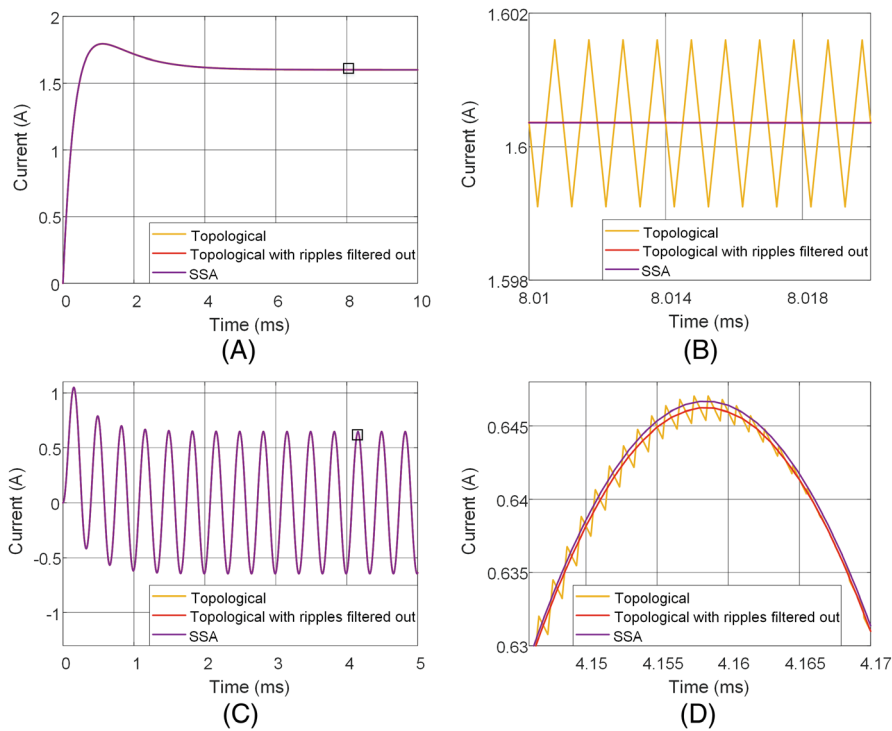 2
1.5
1
0.5
0
Current (A)
0 2 4 6 8 10
Time (ms)
Topological
Topological with ripples filtered out
SSA
(A)
1.602
1.6
1.598
Current (A)
8.01 8.014 8.018
Time (ms)
Topological
Topological with ripples filtered out
SSA
(B)
1
0.5
0
-0.5
-1
Current (A)
0 1 2 3 4 5
Time (ms)
Topological
Topological with ripples filtered out
SSA
(C)
0.645
0.64
0.635
0.63
Current (A)
4.15 4.155 4.16 4.165 4.17
Time (ms)
Topological
Topological with ripples filtered out
SSA
(D)